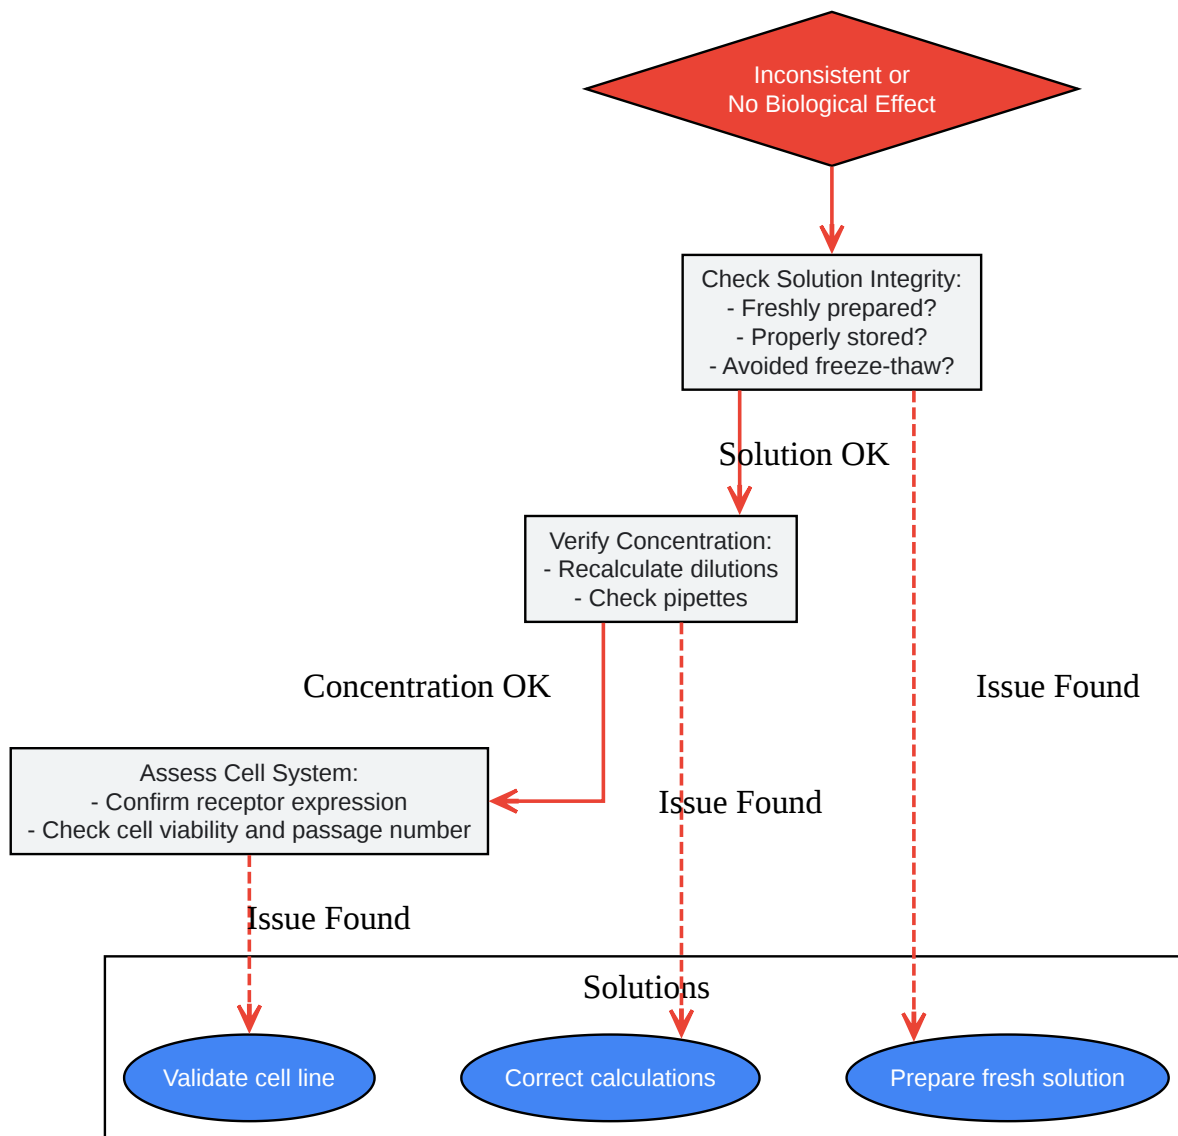 Inconsistent or
No Biological Effect
Check Solution Integrity:
- Freshly prepared?
- Properly stored?
- Avoided freeze-thaw?
Solution OK
Verify Concentration:
- Recalculate dilutions
- Check pipettes
Concentration OK
Issue Found
Assess Cell System:
- Confirm receptor expression
- Check cell viability and passage number
Issue Found
Issue Found
Solutions
Validate cell line
Correct calculations
Prepare fresh solution